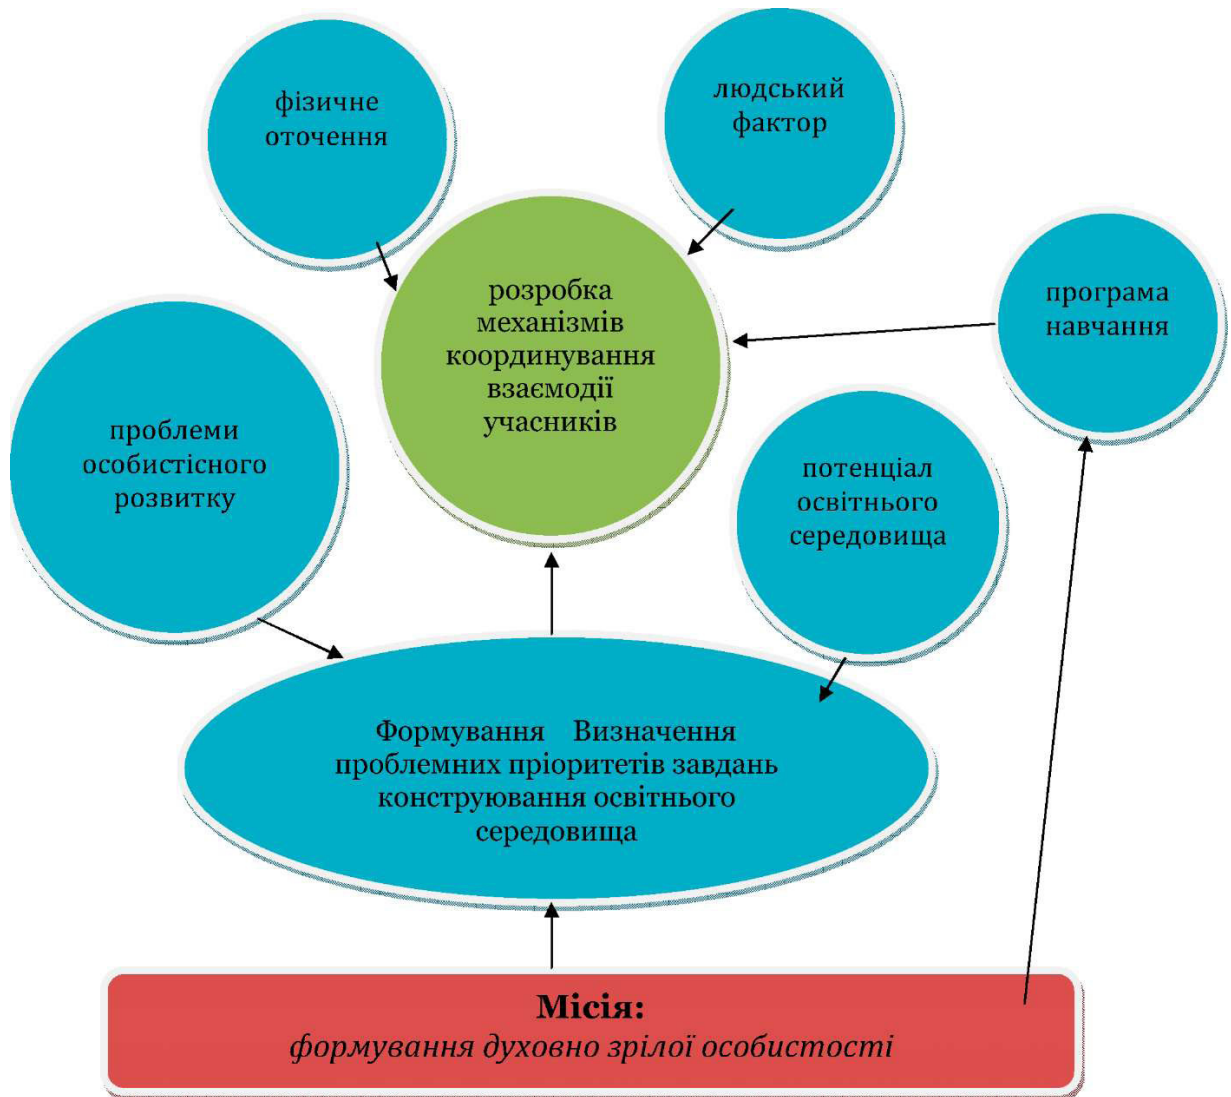 фізичне
оточення
людський
фактор
розробка
механізмів
координування
взаємодії
учасників
програма
навчання
проблеми
особистісного
розвитку
потенціал
освітнього
середовища
Формування Визначення
проблемних пріоритетів завдань
конструювання освітнього
середовища
Місія:
формування духовно зрілої особистості